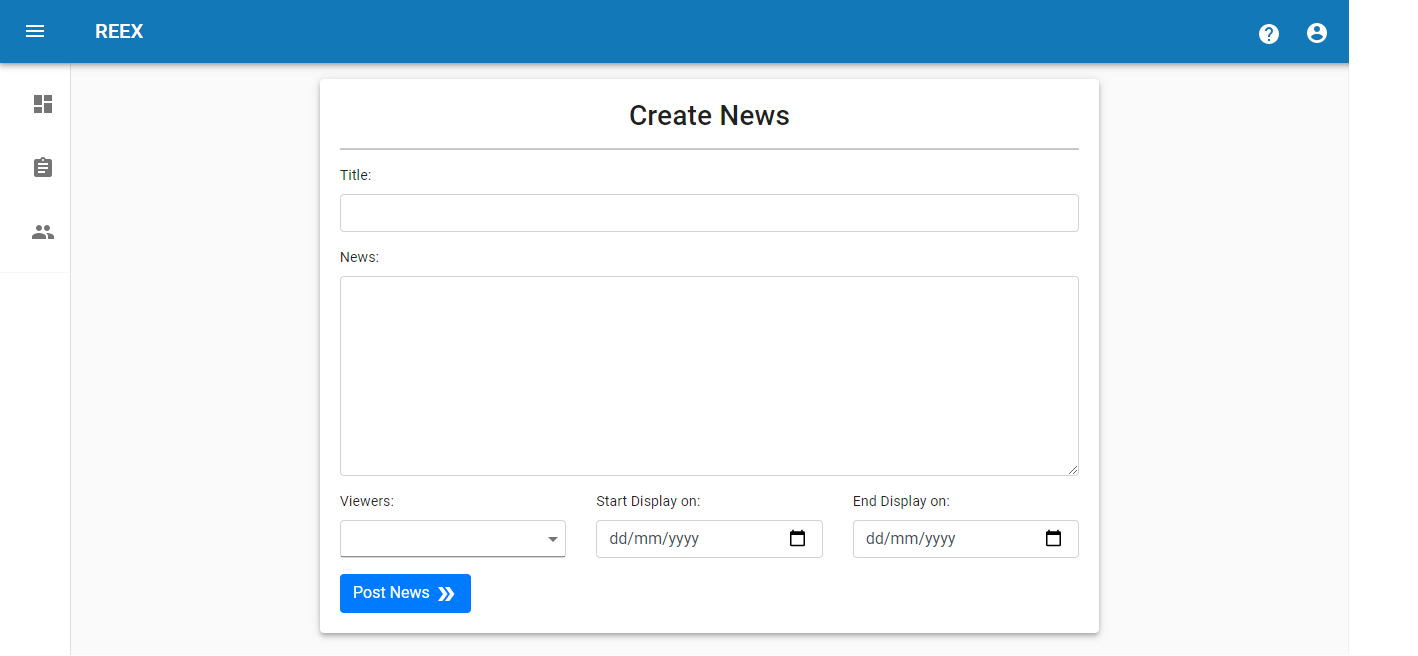 REEX
Create News
Title:
News:
Viewers: Start Display on: End Display on:
dd/mm/yyyy dd/mm/yyyy
Post News